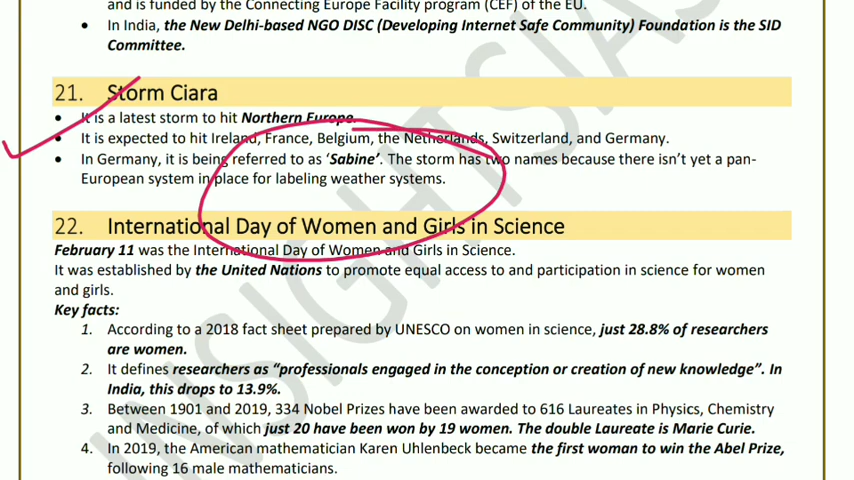 and is funded by the Connecting Europe Facility program (CEF) of the EU.
• In India, the New Delhi-based NGO DISC (Developing Internet Safe Community) Foundation is the SID
Committee.
21. Storm Ciara
• It is a latest storm to hit Northern Europe.
• It is expected to hit Ireland, France, Belgium, the Netherlands, Switzerland, and Germany.
• In Germany, it is being referred to as ‘Sabine’. The storm has two names because there isn’t yet a pan-
European system in place for labeling weather systems.
22. International Day of Women and Girls in Science
February 11 was the International Day of Women and Girls in Science.
It was established by the United Nations to promote equal access to and participation in science for women
and girls.
Key facts:
1. According to a 2018 fact sheet prepared by UNESCO on women in science, just 28.8% of researchers
are women.
2. It defines researchers as “professionals engaged in the conception or creation of new knowledge”. In
India, this drops to 13.9%.
3. Between 1901 and 2019, 334 Nobel Prizes have been awarded to 616 Laureates in Physics, Chemistry
and Medicine, of which just 20 have been won by 19 women. The double Laureate is Marie Curie.
4. In 2019, the American mathematician Karen Uhlenbeck became the first woman to win the Abel Prize,
following 16 male mathematicians.
INSIGHTSIAS